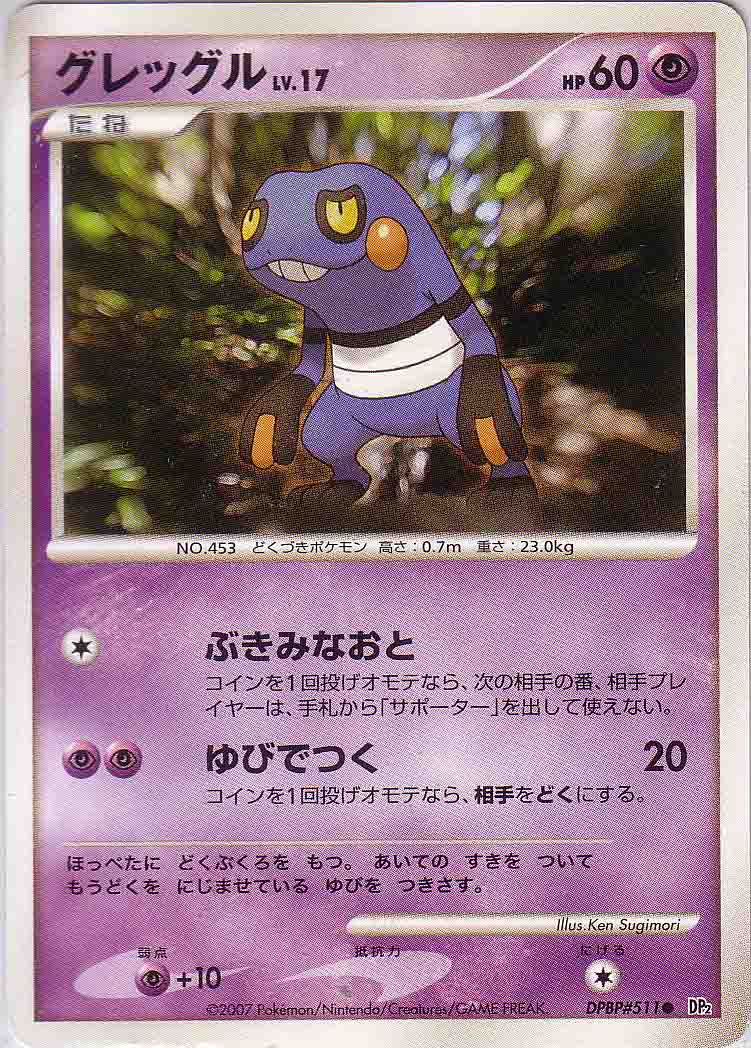 グレッグル LV.17 HP60
たね
NO.453 どくづきポケモン 高さ:0.7m 重さ:23.0kg
ぶきみなおと
コインを1回投げオモテなら、次の相手の番、相手プレ
イヤーは、手札から「サポーター」を出して使えない。
ゆびでつく 20
コインを1回投げオモテなら、相手をどくにする。
ほっぺたに どくぶくろを もつ。あいての すきを ついて
もうどくを にじませている ゆびを つきさす。
Illus.Ken Sugimori
弱点 抵抗力 にげる
+10
©2007 Pokémon/Nintendo/Creatures/GAME FREAK. DPBP#511● DP2